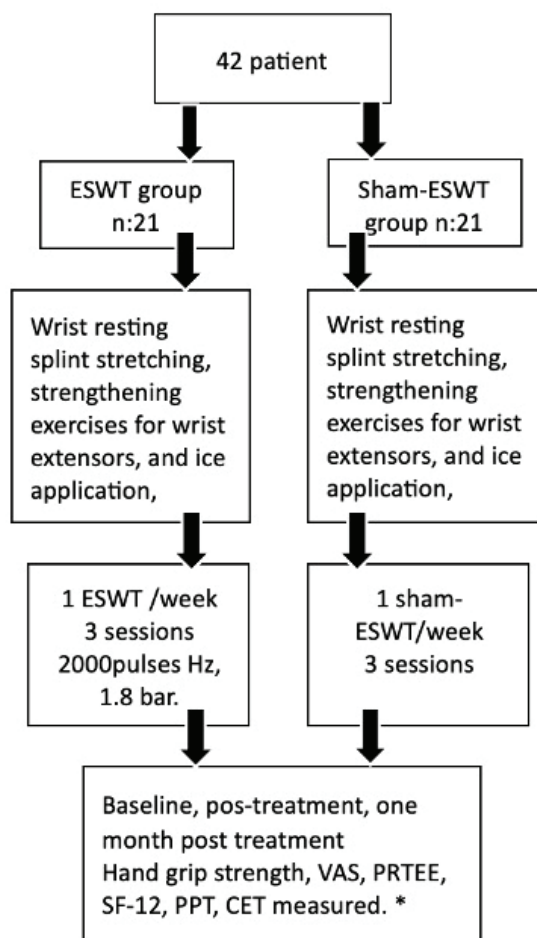 42 patient
ESWT group
n:21
Sham-ESWT
group n:21
Wrist resting
splint stretching,
strengthening
exercises for wrist
extensors, and ice
application,
Wrist resting
splint stretching,
strengthening
exercises for wrist
extensors, and ice
application,
1 ESWT /week
3 sessions
2000pulses Hz,
1.8 bar.
1 sham-
ESWT/week
3 sessions
Baseline, pos-treatment, one
month post treatment
Hand grip strength, VAS, PRTEE,
SF-12, PPT, CET measured. *